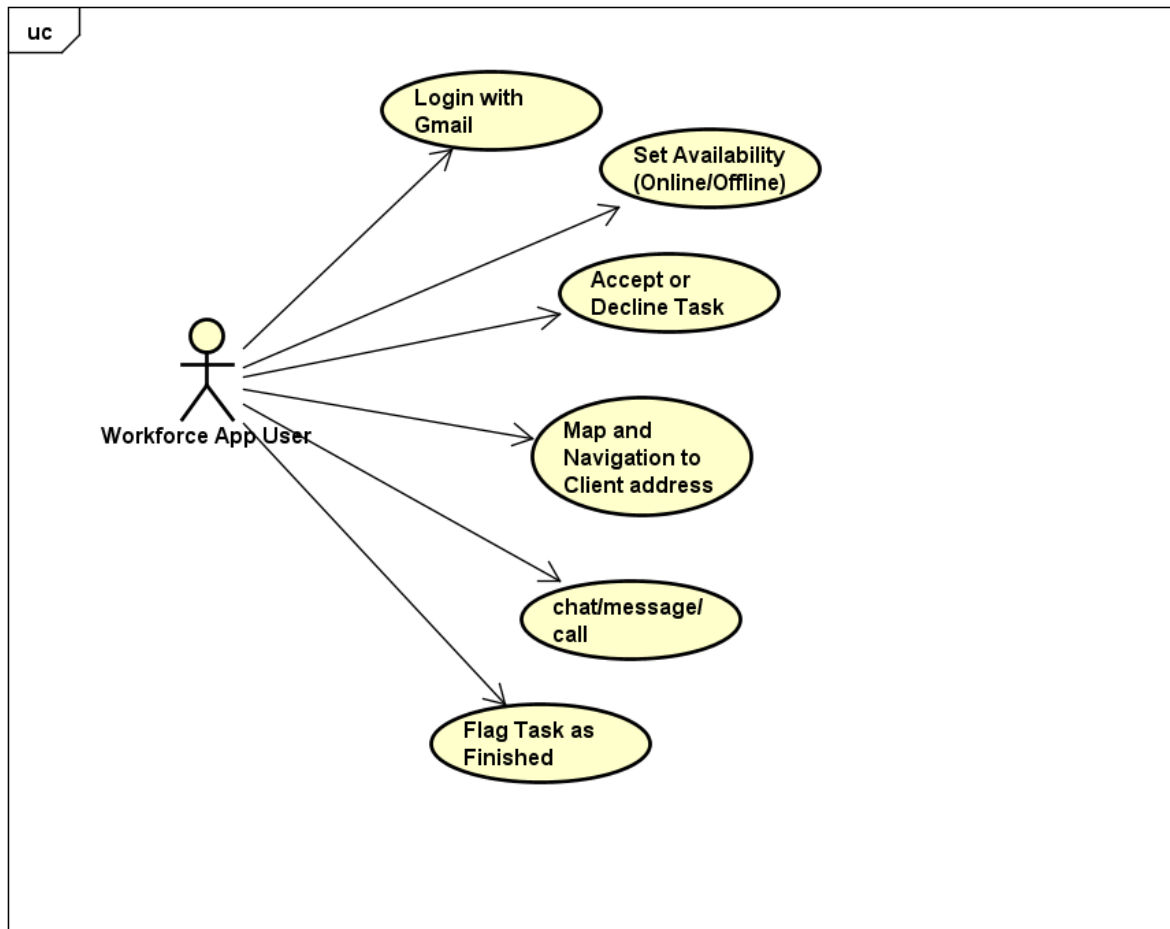 uc
Login with
Gmail
Set Availability
(Online/Offline)
Accept or
Decline Task
Workforce App User
Map and
Navigation to
Client address
chat/message/
call
Flag Task as
Finished